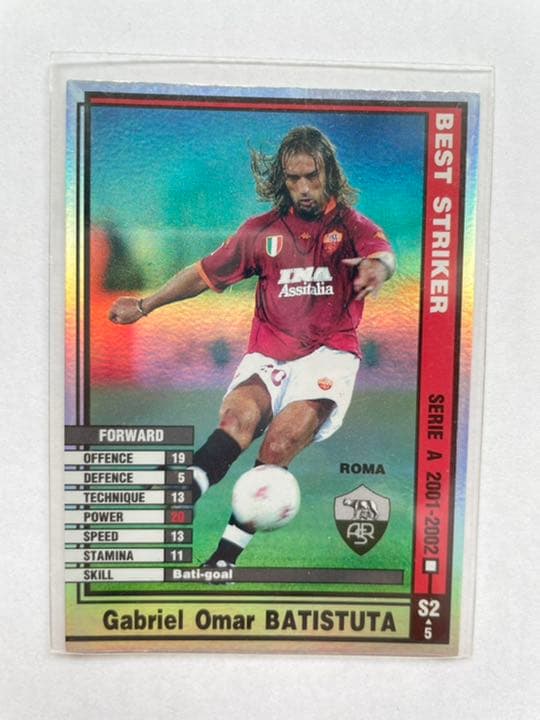 BEST STRIKER
SERIE A 2001-2002
INA
Assitalia
FORWARD
OFFENCE 19
DEFENCE 5
TECHNIQUE 13
POWER 20
SPEED 13
STAMINA 11
SKILL Bati-goal
ROMA
ASR
Gabriel Omar BATISTUTA
S2
5